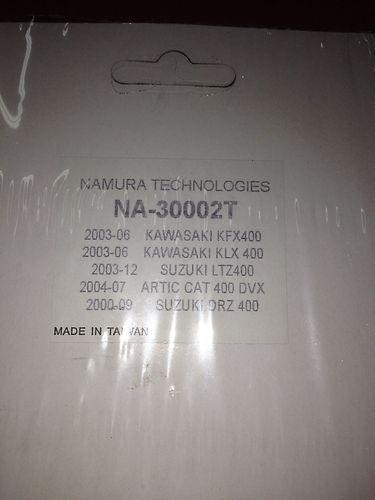 NAMURA TECHNOLOGIES
NA-30002T
2003-06 KAWASAKI KFX400
2003-06 KAWASAKI KLX 400
2003-12 SUZUKI LTZ400
2004-07 ARTIC CAT 400 DVX
2000-09 SUZUKI DRZ 400
MADE IN TAIWAN